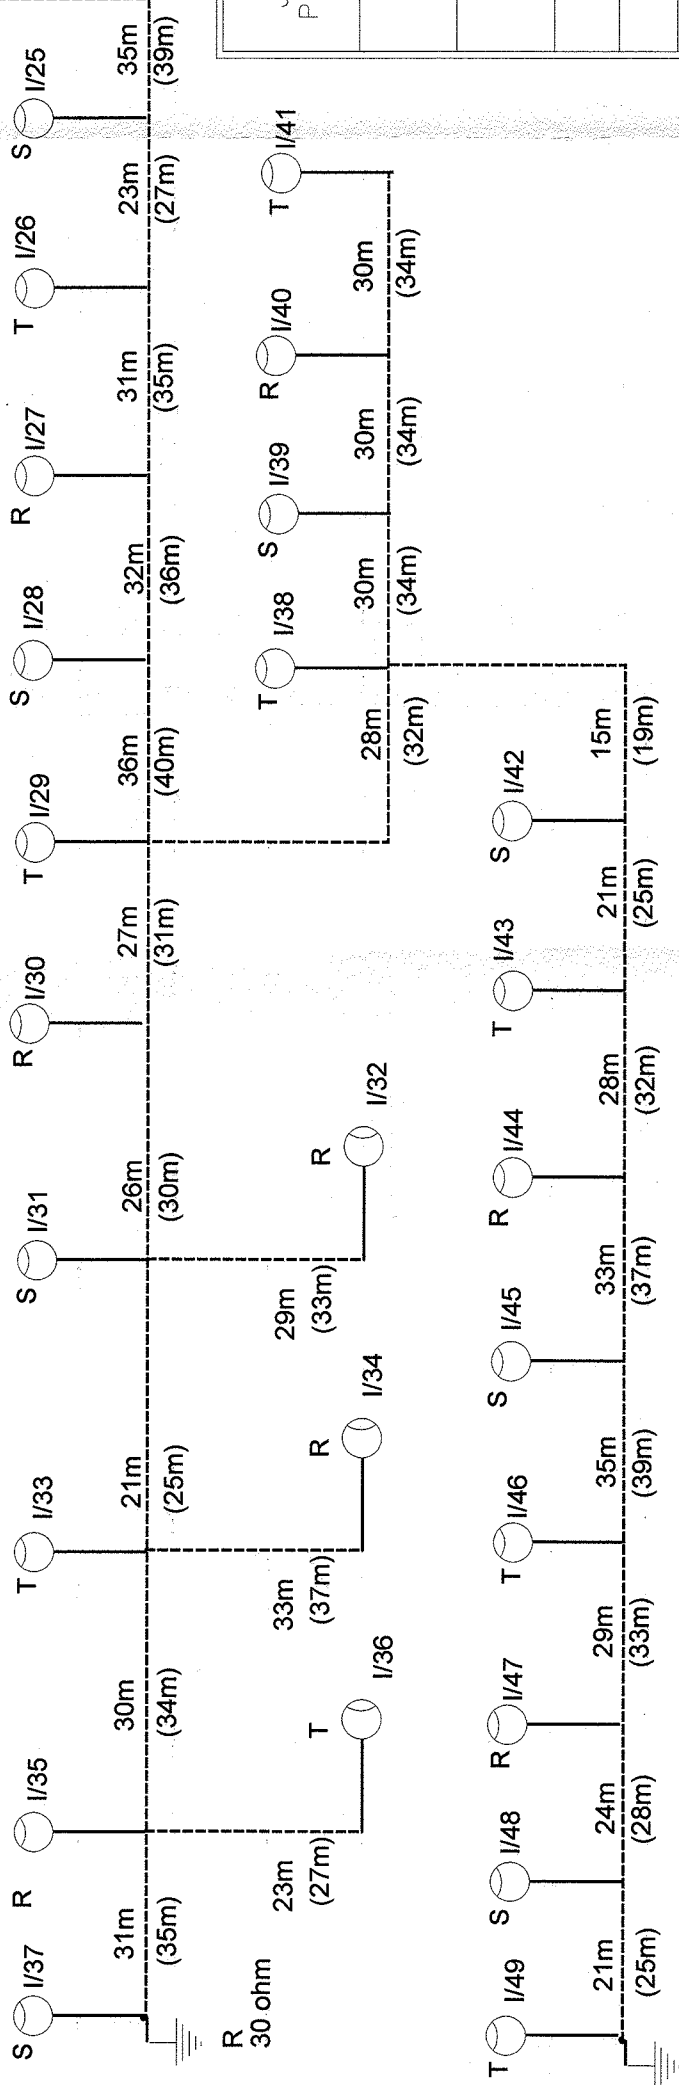 S I/37
R I/35
T I/33
S I/31
R I/30
T I/29
S I/28
R I/27
T I/26
S I/25
31m
(35m)
30m
(34m)
21m
(25m)
26m
(30m)
27m
(31m)
36m
(40m)
32m
(36m)
31m
(35m)
23m
(27m)
35m
(39m)
R
30 ohm
23m
(27m)
T I/36
33m
(37m)
R I/34
29m
(33m)
R I/32
T I/38
S I/39
R I/40
T I/41
28m
(32m)
30m
(34m)
30m
(34m)
30m
(34m)
T I/49
S I/48
R I/47
T I/46
S I/45
R I/44
T I/43
S I/42
21m
(25m)
24m
(28m)
29m
(33m)
35m
(39m)
33m
(37m)
28m
(32m)
21m
(25m)
15m
(19m)